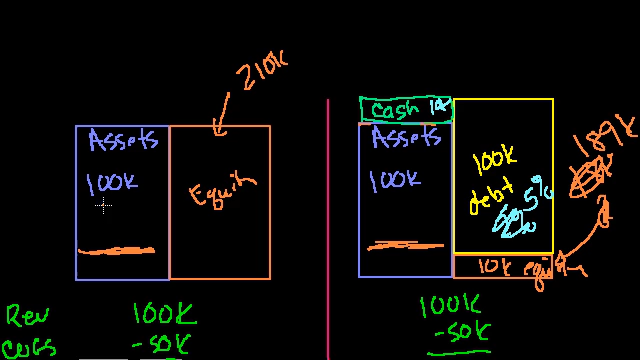 210K
Assets
100K
Equity
Cash 10K
Assets
100K
100K
debt
5%
10K equity
189K
Rev 100K
COGS -50K
100K
-50K